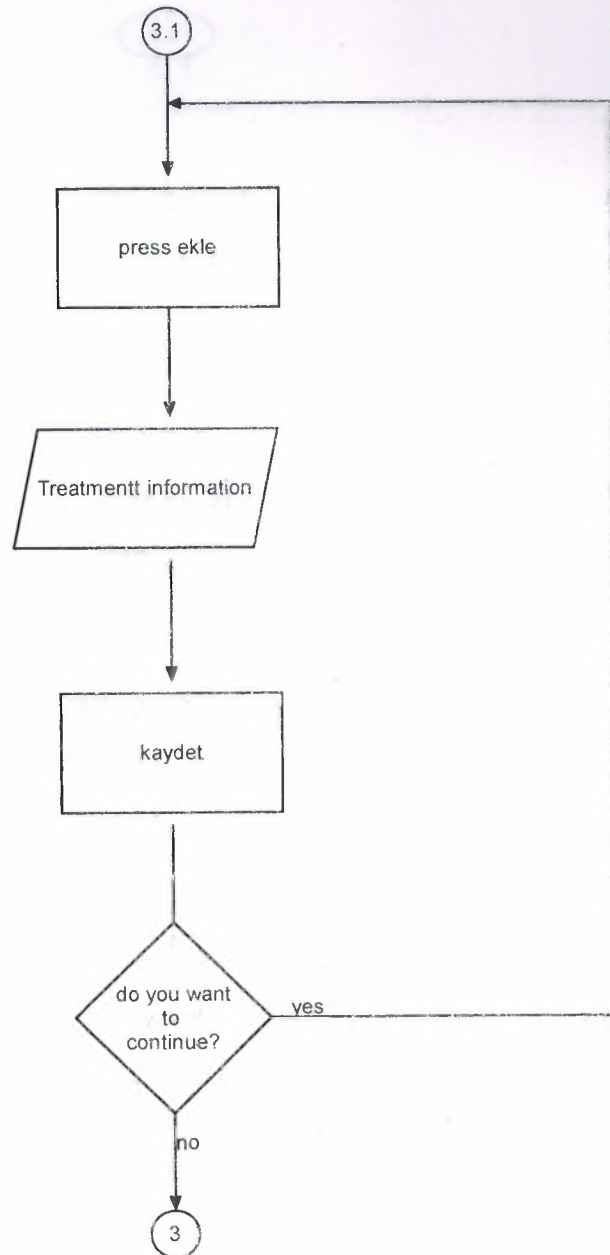 3.1
press ekle
Treatmentt information
kaydet
do you want
to
continue?
yes
no
3